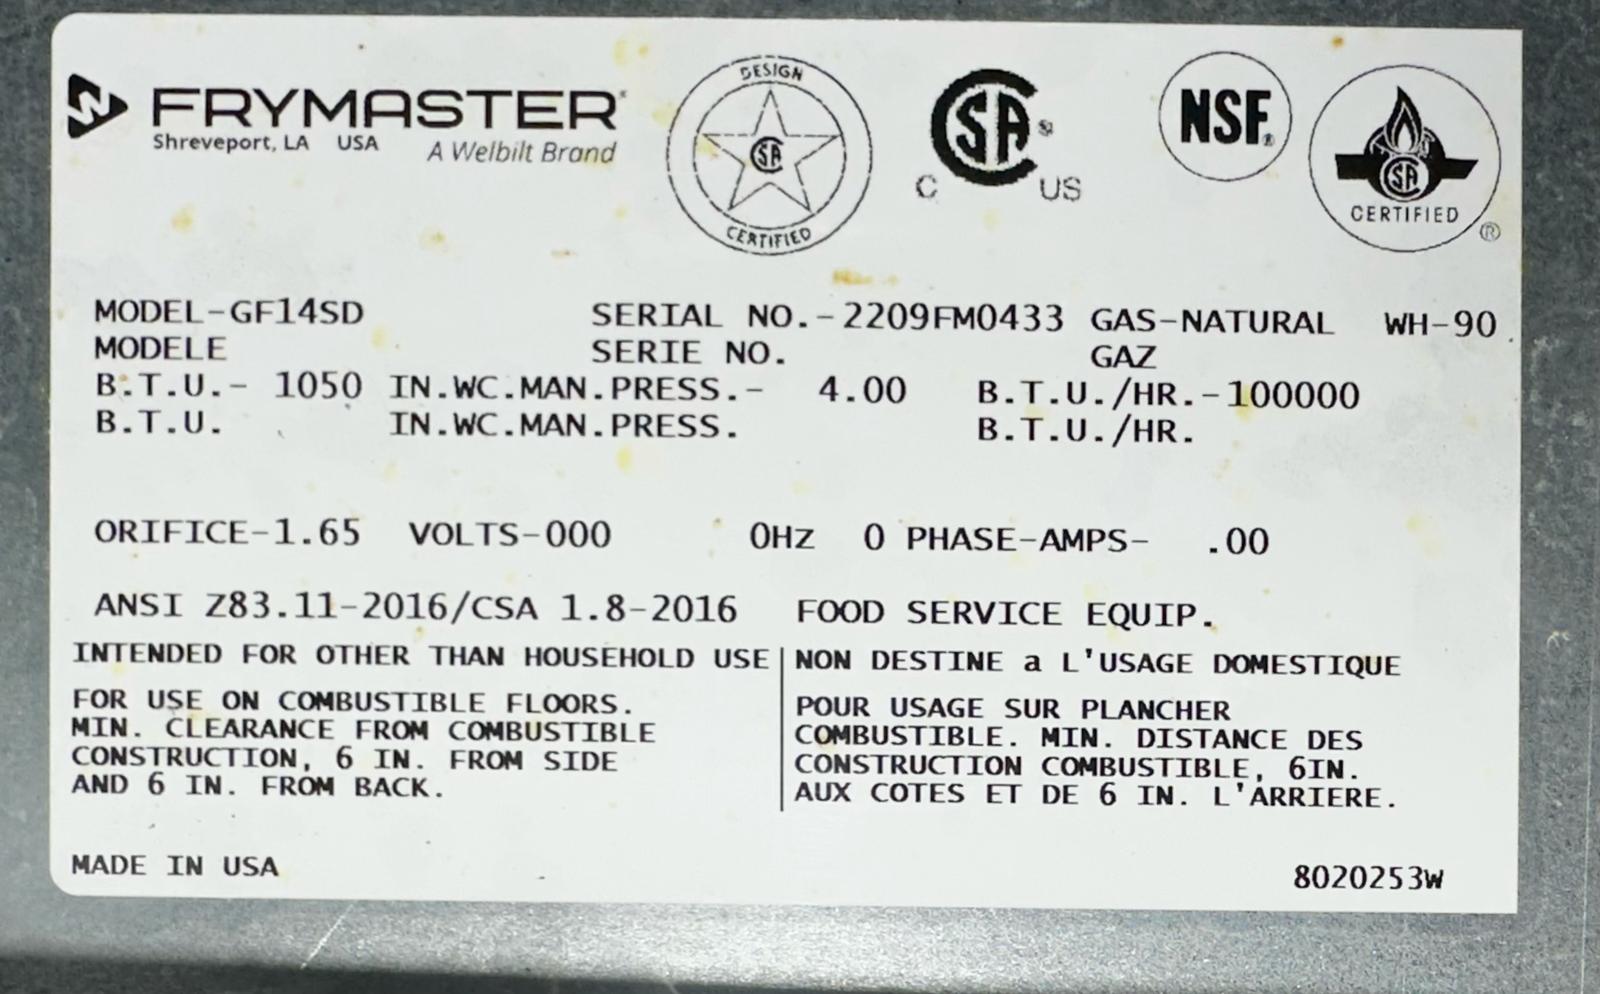 FRYMASTER
Shreveport, LA USA A Welbilt Brand
DESIGN
CSA
CERTIFIED
CSA®
C US
NSF®
CSA
CERTIFIED ®
MODEL-GF14SD SERIAL NO.-2209FM0433 GAS-NATURAL WH-90
MODELE SERIE NO. GAZ
B.T.U.- 1050 IN.WC.MAN.PRESS.- 4.00 B.T.U./HR.-100000
B.T.U. IN.WC.MAN.PRESS. B.T.U./HR.
ORIFICE-1.65 VOLTS-000 0HZ 0 PHASE-AMPS- .00
ANSI Z83.11-2016/CSA 1.8-2016 FOOD SERVICE EQUIP.
INTENDED FOR OTHER THAN HOUSEHOLD USE
FOR USE ON COMBUSTIBLE FLOORS.
MIN. CLEARANCE FROM COMBUSTIBLE
CONSTRUCTION, 6 IN. FROM SIDE
AND 6 IN. FROM BACK.
NON DESTINE a L'USAGE DOMESTIQUE
POUR USAGE SUR PLANCHER
COMBUSTIBLE. MIN. DISTANCE DES
CONSTRUCTION COMBUSTIBLE, 6IN.
AUX COTES ET DE 6 IN. L'ARRIERE.
MADE IN USA 8020253W